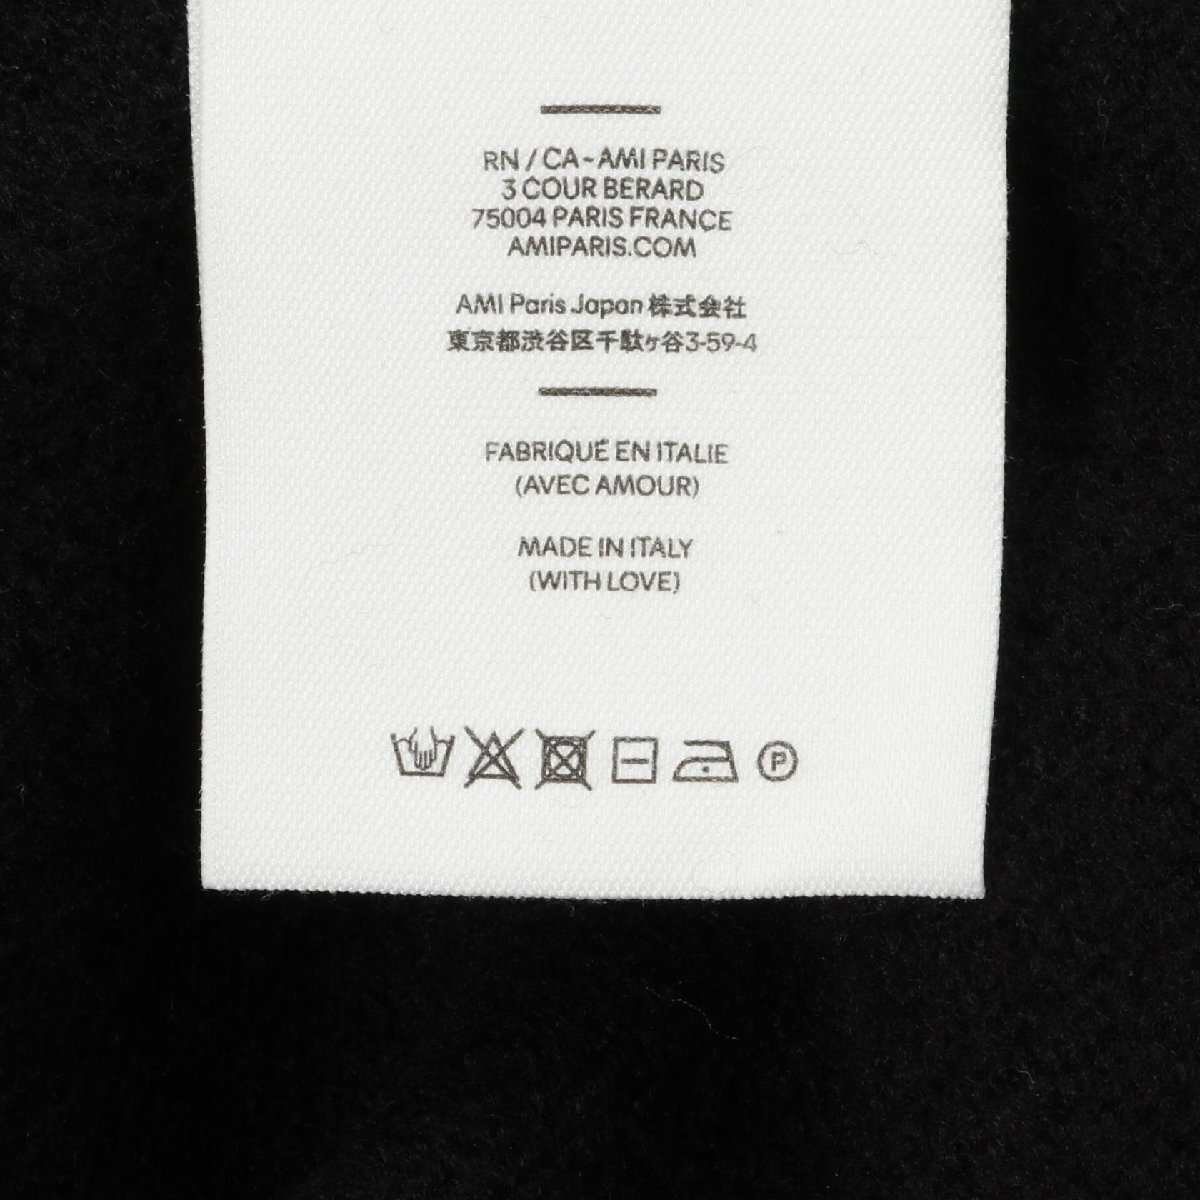 RN / CA - AMI PARIS
3 COUR BERARD
75004 PARIS FRANCE
AMIPARIS.COM
AMI Paris Japan 株式会社
東京都渋谷区千駄ヶ谷3-59-4
FABRIQUÉ EN ITALIE
(AVEC AMOUR)
MADE IN ITALY
(WITH LOVE)
P